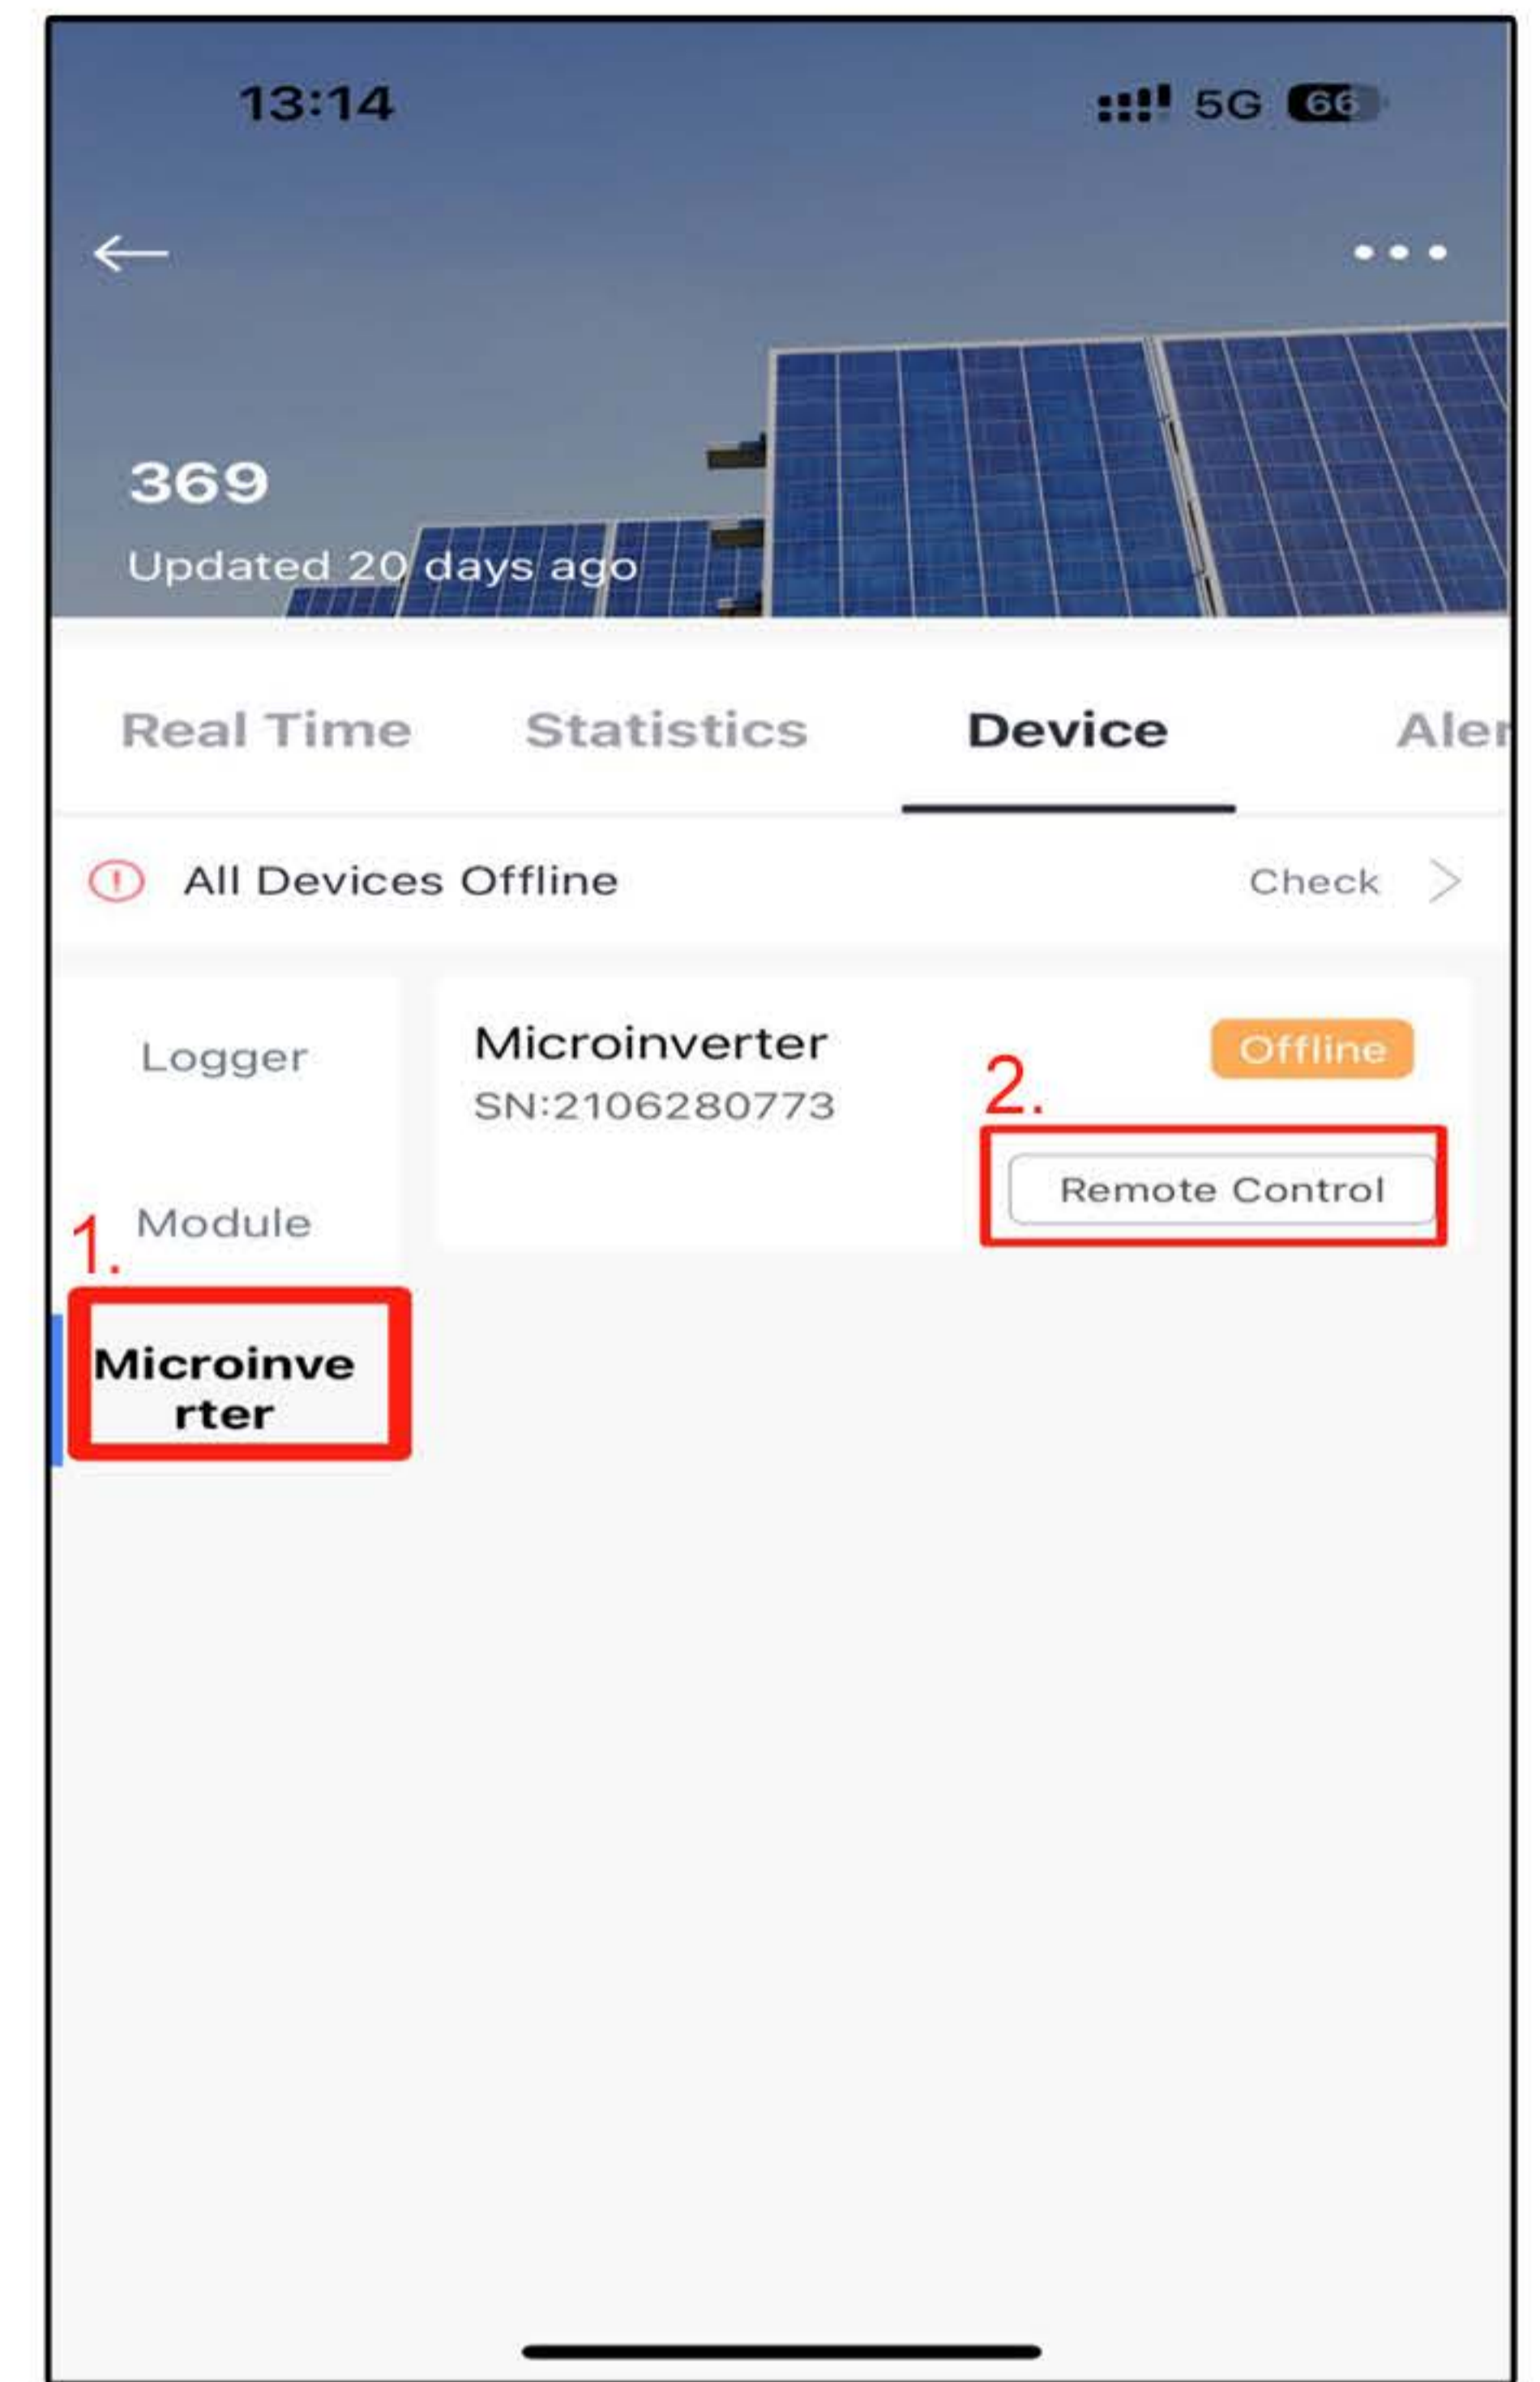 13:14
5G 66
369
Updated 20 days ago
Real Time Statistics Device Aler
All Devices Offline Check
Logger
Microinverter Offline
SN:2106280773
2.
Remote Control
Module
1.
Microinve
rter